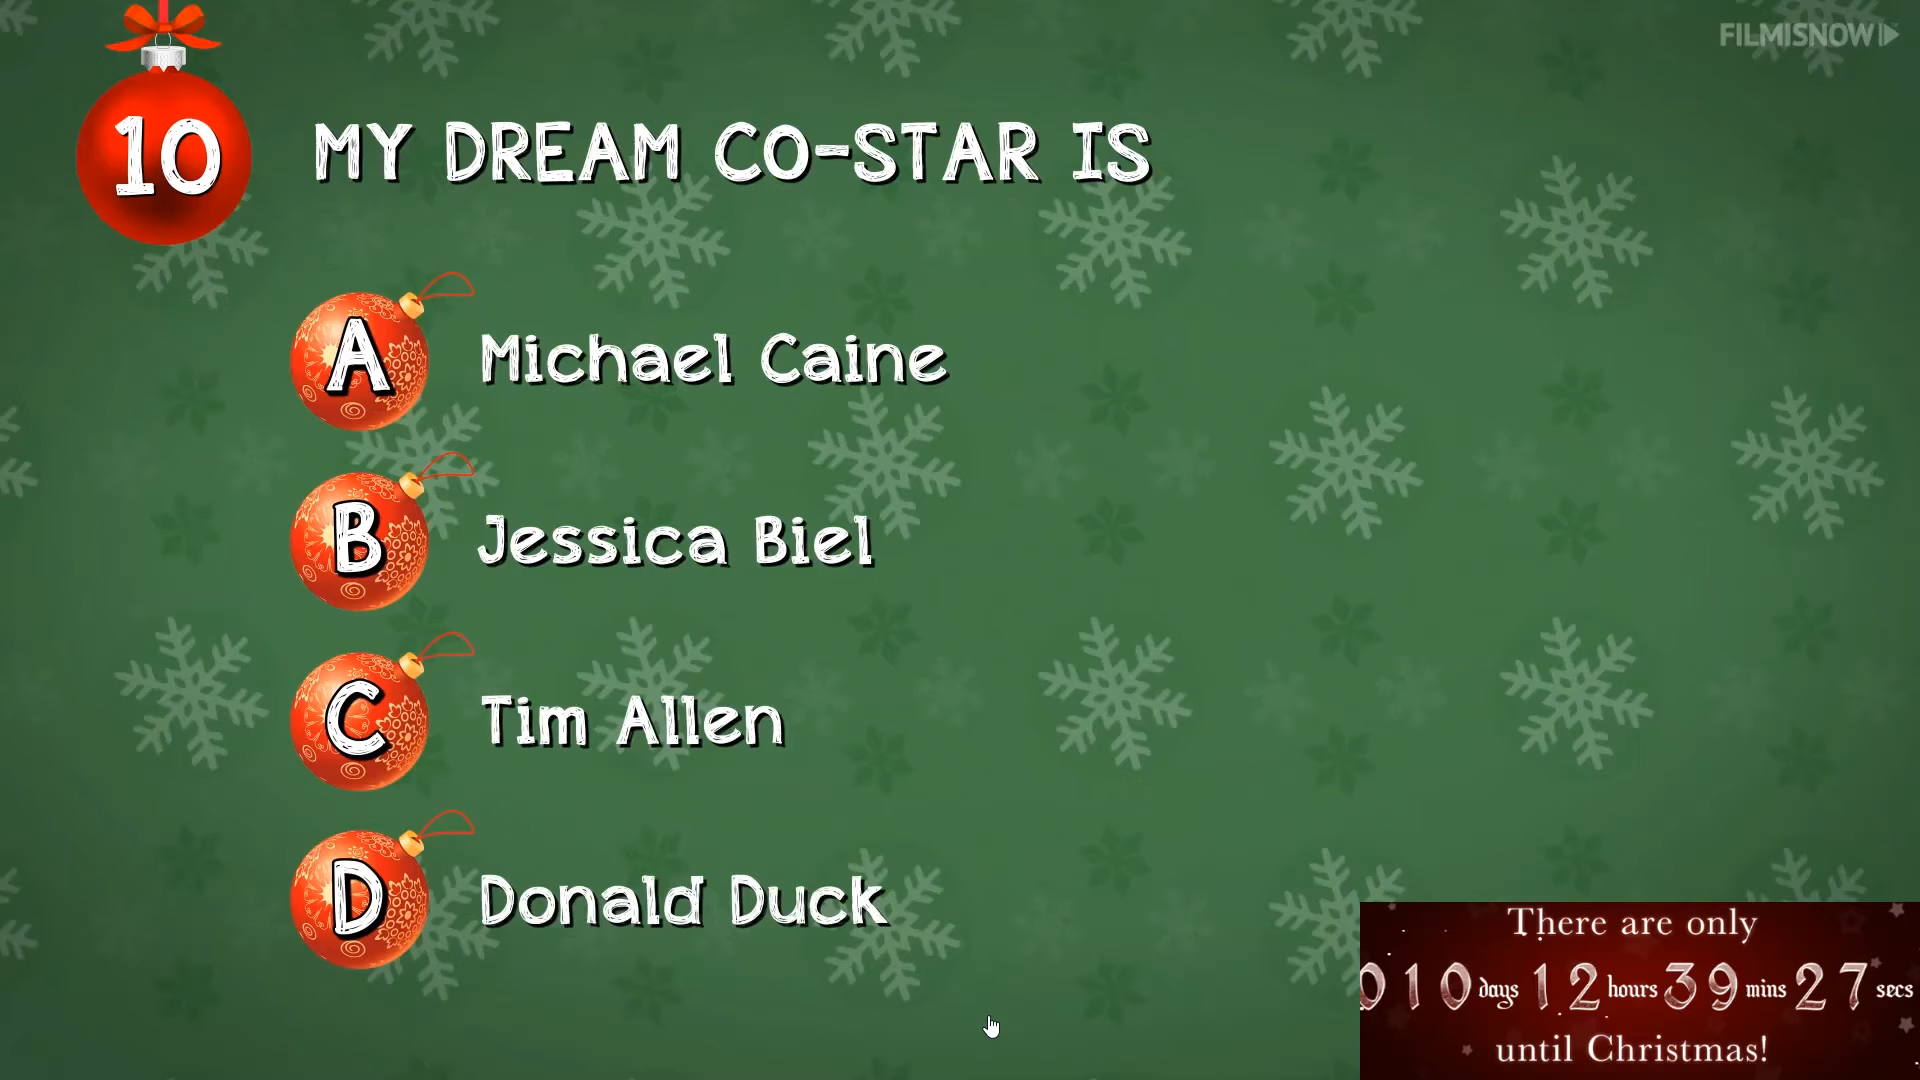 FILMISNOW
10 MY DREAM CO-STAR IS
A Michael Caine
B Jessica Biel
C Tim Allen
D Donald Duck
There are only
010 days 12 hours 39 mins 27 secs
until Christmas!